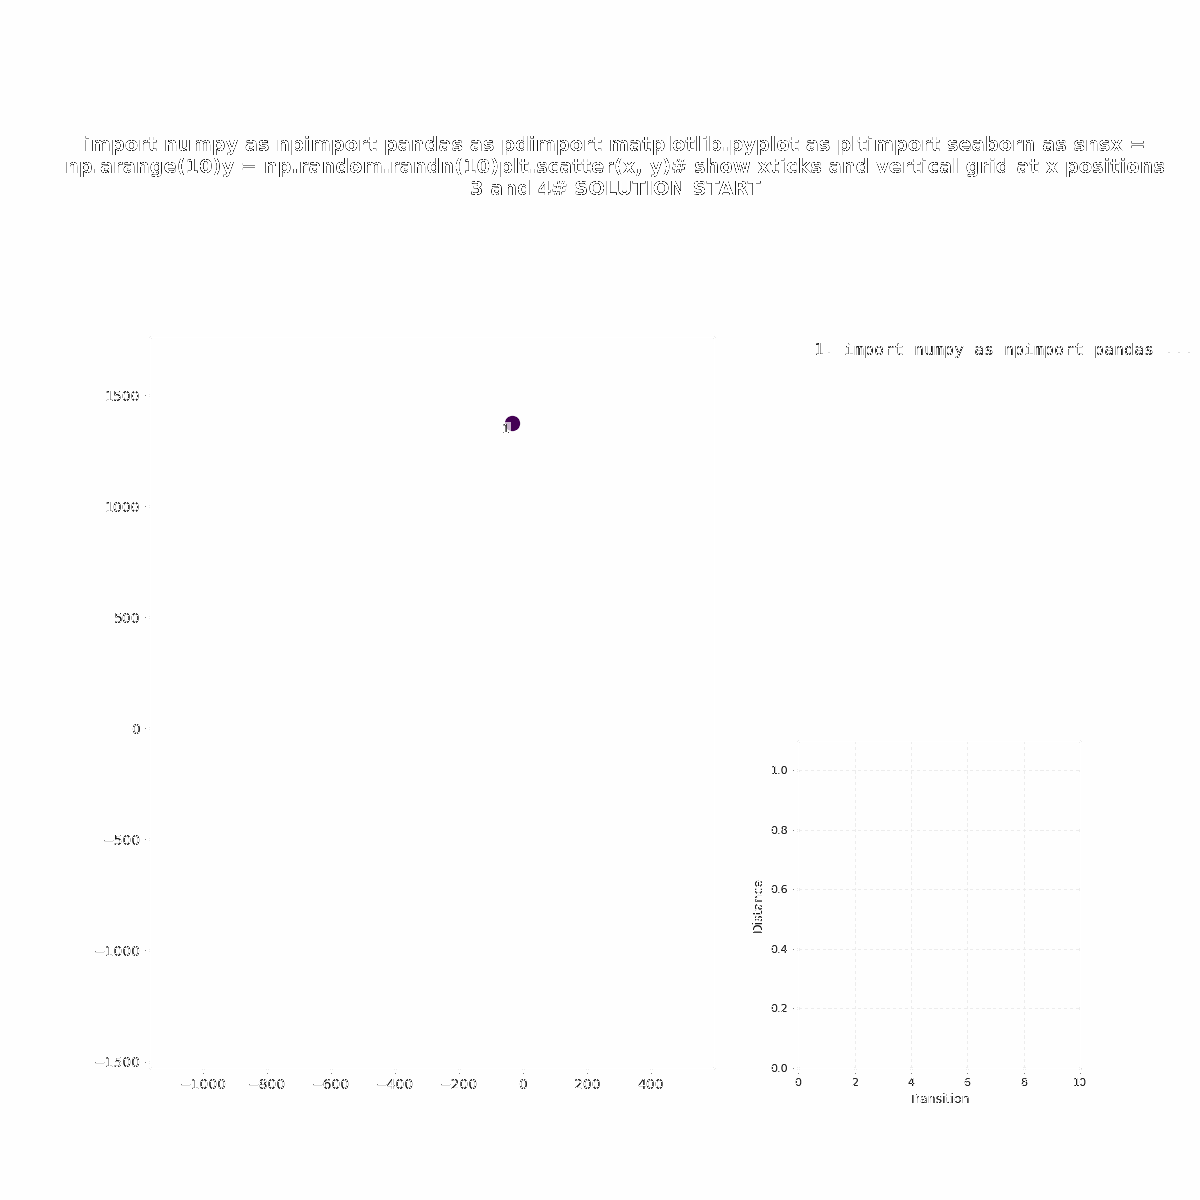 import numpy as npimport pandas as pdimport matplotlib.pyplot as pltimport seaborn as snsx =
np.arange(10)y = np.random.randn(10)plt.scatter(x, y)# show xticks and vertical grid at x positions
3 and 4# SOLUTION START
1. import numpy as npimport pandas ...
1500
1
1000
500
0
−500
−1000
−1500
−1000 −800 −600 −400 −200 0 200 400
1.0
0.8
0.6
0.4
0.2
0.0
Distance
0 2 4 6 8 10
Transition